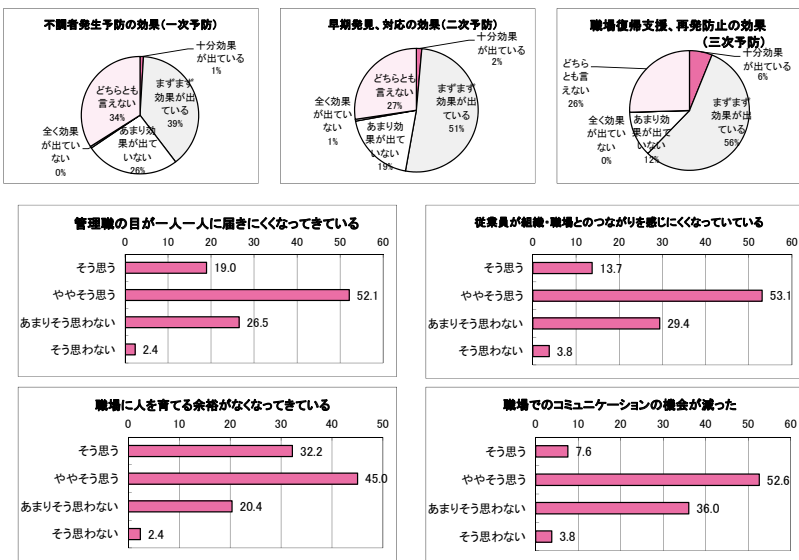 不調者発生予防の効果(一次予防)
十分効果
が出ている
1%
まずまず
効果が出
ている
39%
あまり効
果が出て
いない
26%
全く効果
が出てい
ない
0%
どちらとも
言えない
34%
早期発見、対応の効果(二次予防)
十分効果
が出ている
2%
まずまず
効果が出
ている
51%
あまり効
果が出て
いない
19%
全く効果
が出てい
ない
1%
どちらとも
言えない
27%
職場復帰支援、再発防止の効果
(三次予防)
十分効果
が出ている
6%
まずまず
効果が出
ている
56%
あまり効
果が出て
いない
12%
全く効果
が出てい
ない
0%
どちら
とも言
えない
26%
管理職の目が一人一人に届きにくくなってきている
0 10 20 30 40 50 60
そう思う 19.0
ややそう思う 52.1
あまりそう思わない 26.5
そう思わない 2.4
従業員が組織・職場とのつながりを感じにくくなっていている
0 10 20 30 40 50 60
そう思う 13.7
ややそう思う 53.1
あまりそう思わない 29.4
そう思わない 3.8
職場に人を育てる余裕がなくなってきている
0 10 20 30 40 50
そう思う 32.2
ややそう思う 45.0
あまりそう思わない 20.4
そう思わない 2.4
職場でのコミュニケーションの機会が減った
0 10 20 30 40 50 60
そう思う 7.6
ややそう思う 52.6
あまりそう思わない 36.0
そう思わない 3.8